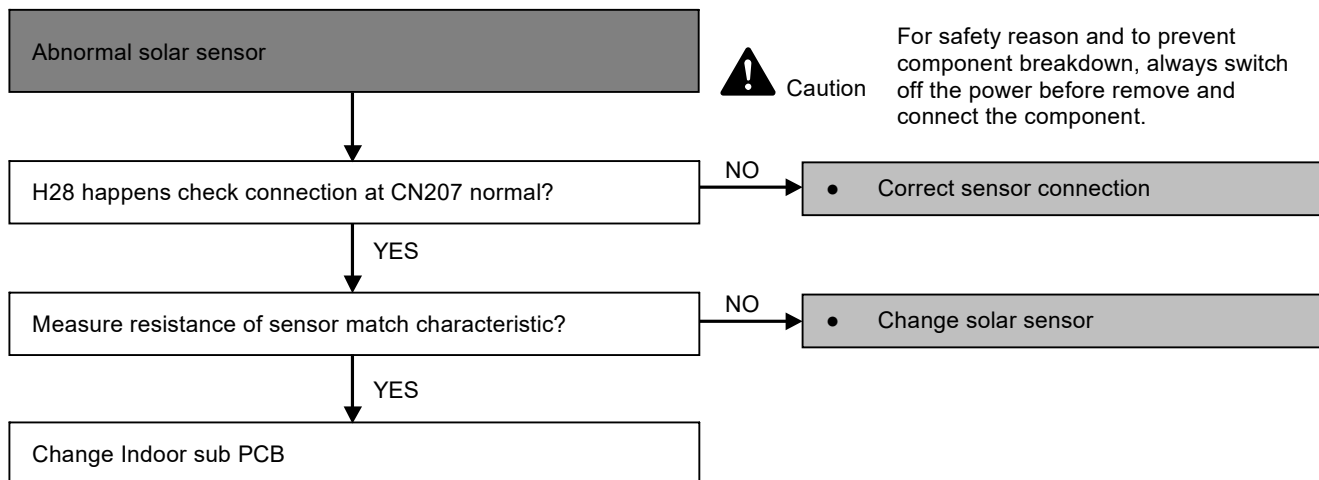 Abnormal solar sensor
Caution
For safety reason and to prevent
component breakdown, always switch
off the power before remove and
connect the component.
H28 happens check connection at CN207 normal?
NO
● Correct sensor connection
YES
Measure resistance of sensor match characteristic?
NO
● Change solar sensor
YES
Change Indoor sub PCB